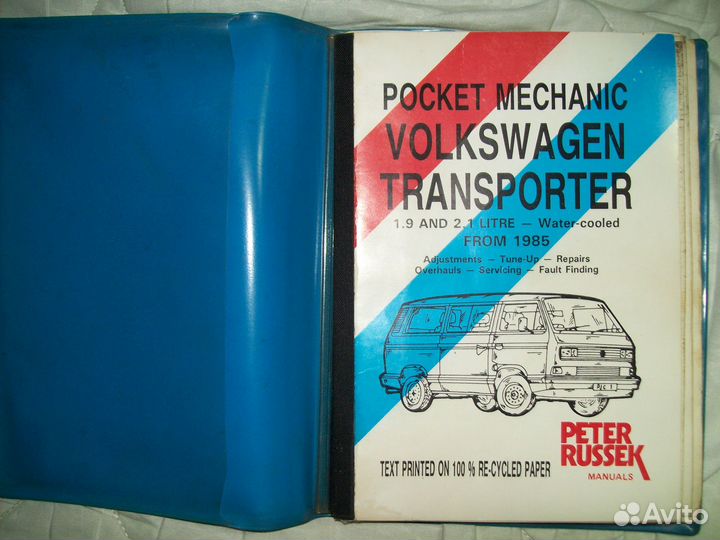 POCKET MECHANIC
VOLKSWAGEN
TRANSPORTER
1.9 AND 2.1 LITRE – Water-cooled
FROM 1985
Adjustments – Tune-Up – Repairs
Overhauls – Servicing – Fault Finding
PETER
RUSSEK
MANUALS
TEXT PRINTED ON 100 % RE-CYCLED PAPER
Avito